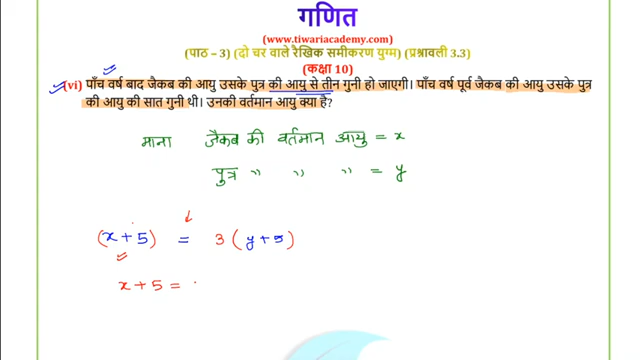 गणित
(www.tiwariacademy.com)
(पाठ – 3) (दो चर वाले रैखिक समीकरण युग्म) (प्रश्नावली 3.3)
(कक्षा 10)
(vi) पाँच वर्ष बाद जैकब की आयु उसके पुत्र की आयु से तीन गुनी हो जाएगी। पाँच वर्ष पूर्व जैकब की आयु उसके पुत्र
की आयु की सात गुनी थी। उनकी वर्तमान आयु क्या है?
माना जैकब की वर्तमान आयु = x
पुत्र " " " = y
(x + 5) = 3 (y + 5)
x + 5 =